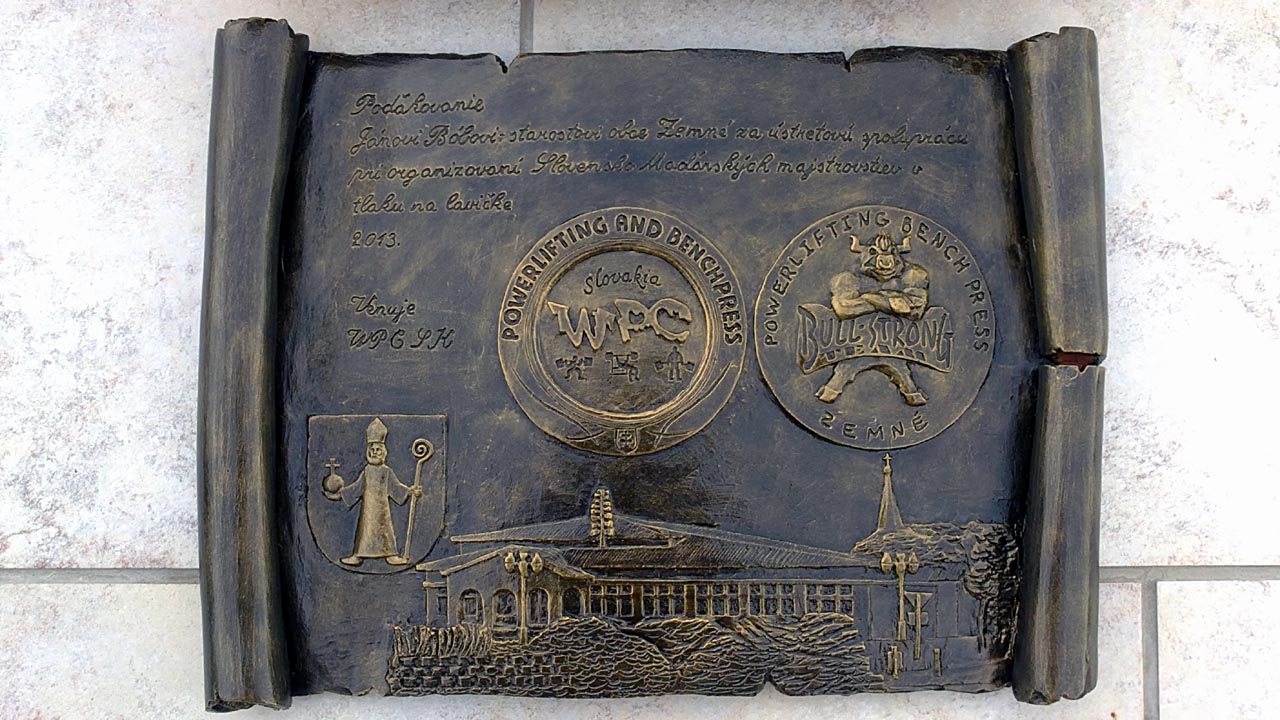 Poďakovanie
Jánovi Bóbovi: starostovi obce Zemné za ústretovú spoluprácu
pri organizovaní Slovensko Maďarských majstrovstiev v
tlaku na lavičke
2013.
Venuje
WPC SK
POWERLIFTING AND BENCHPRESS
Slovakia
WPC
POWERLIFTING BENCH PRESS
BULL-STRONG
ZEMNÉ